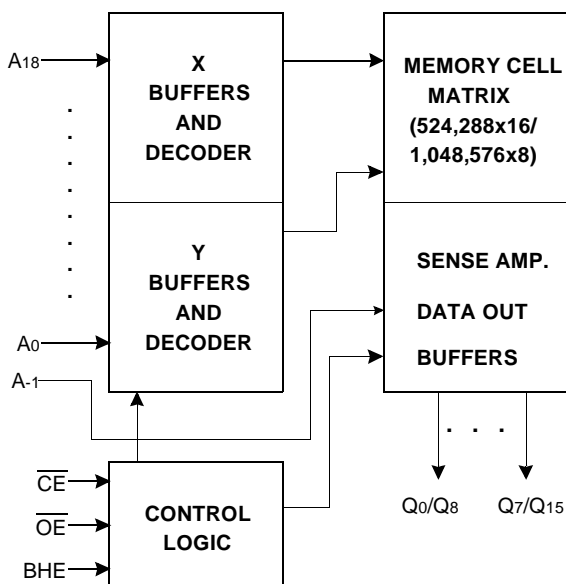 A18
X
BUFFERS
AND
DECODER
MEMORY CELL
MATRIX
(524,288x16/
1,048,576x8)
Y
BUFFERS
AND
DECODER
SENSE AMP.
DATA OUT
BUFFERS
A0
A-1
CE
OE
BHE
CONTROL
LOGIC
. . .
Q0/Q8
Q7/Q15